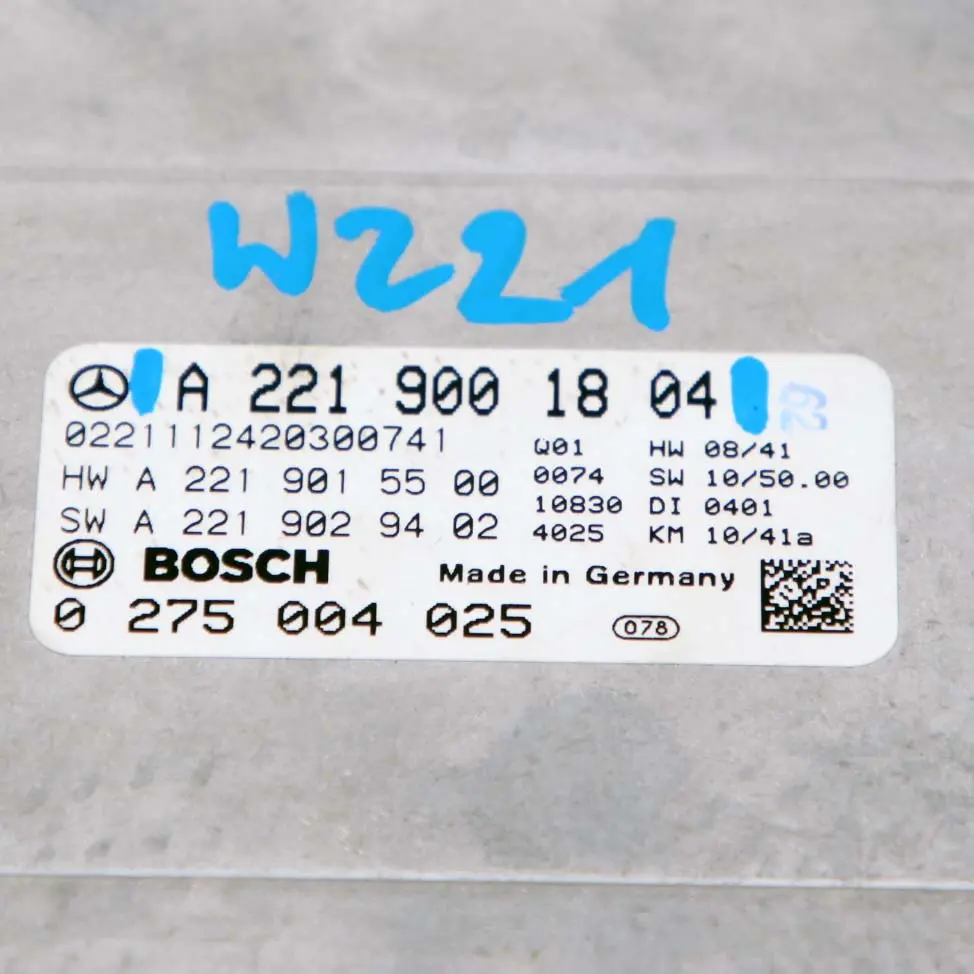 W221
A 221 900 18 04 62
0221112420300741
HW A 221 901 55 00
SW A 221 902 94 02
Q01 HW 08/41
0074 SW 10/50.00
10830 DI 0401
4025 KM 10/41a
BOSCH Made in Germany
0 275 004 025 078